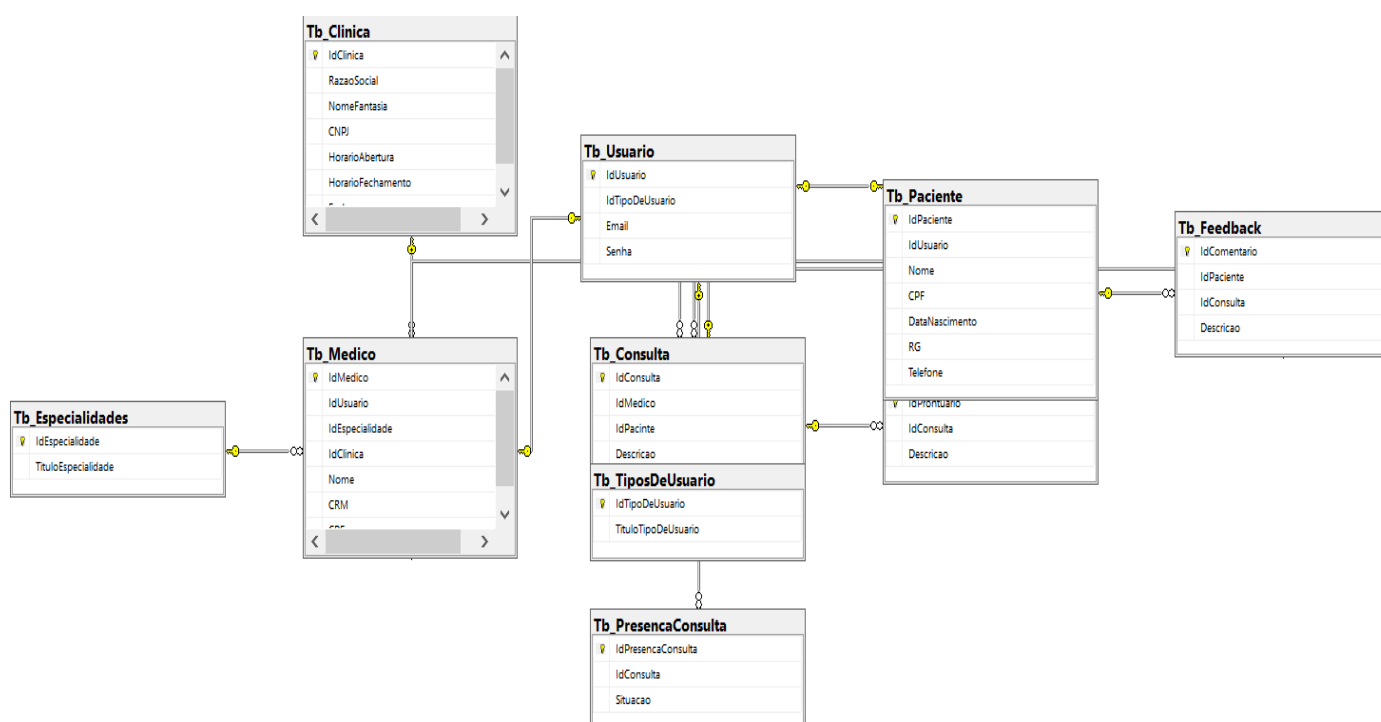 Tb_Clinica
IdClinica
RazaoSocial
NomeFantasia
CNPJ
HorarioAbertura
HorarioFechamento
Tb_Usuario
IdUsuario
IdTipoDeUsuario
Email
Senha
Tb_Paciente
IdPaciente
IdUsuario
Nome
CPF
DataNascimento
RG
Telefone
IdProntuario
IdConsulta
Descricao
Tb_Feedback
IdComentario
IdPaciente
IdConsulta
Descricao
Tb_Medico
IdMedico
IdUsuario
IdEspecialidade
IdClinica
Nome
CRM
Tb_Especialidades
IdEspecialidade
TituloEspecialidade
Tb_Consulta
IdConsulta
IdMedico
IdPacinte
Descricao
Tb_TiposDeUsuario
IdTipoDeUsuario
TituloTipoDeUsuario
Tb_PresencaConsulta
IdPresencaConsulta
IdConsulta
Situacao